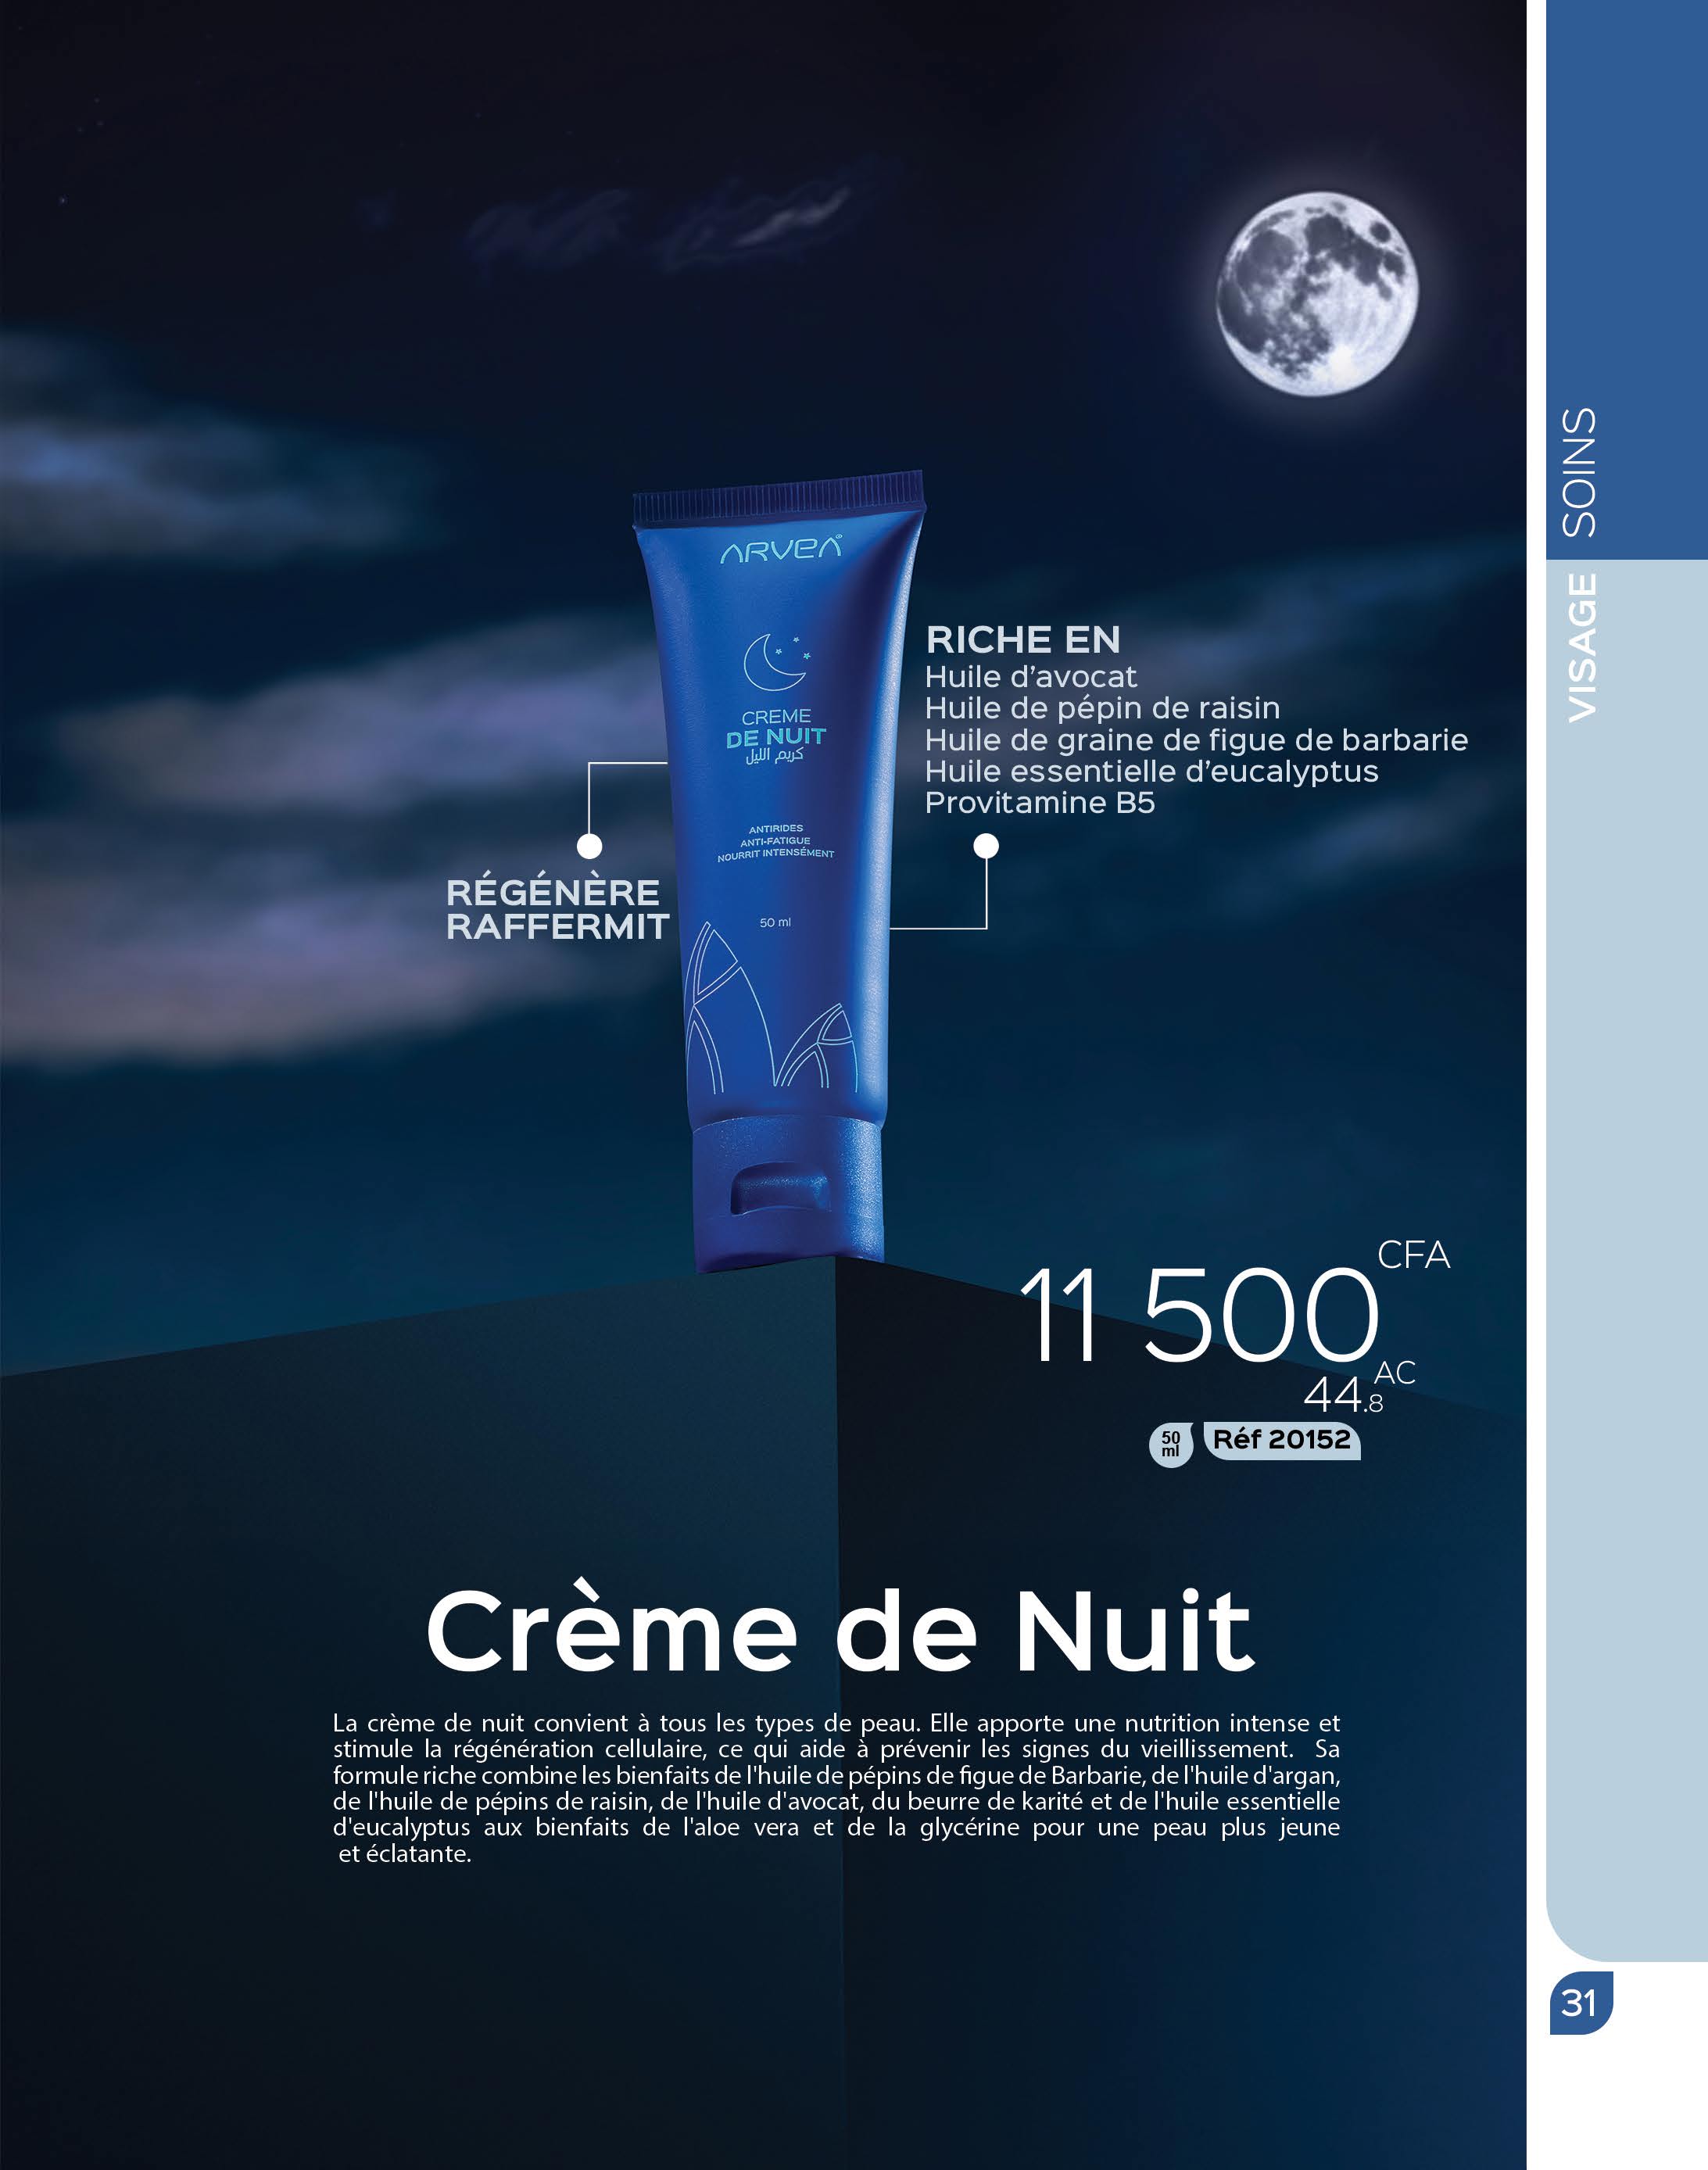 SOINS
VISAGE
ARVEA®
CREME
DE NUIT
كريم الليل
ANTIRIDES
ANTI-FATIGUE
NOURRIT INTENSÉMENT
50 ml
RICHE EN
Huile d’avocat
Huile de pépin de raisin
Huile de graine de figue de barbarie
Huile essentielle d’eucalyptus
Provitamine B5
RÉGÉNÈRE
RAFFERMIT
11 500 CFA
44.8 AC
50 ml
Réf 20152
Crème de Nuit
La crème de nuit convient à tous les types de peau. Elle apporte une nutrition intense et
stimule la régénération cellulaire, ce qui aide à prévenir les signes du vieillissement. Sa
formule riche combine les bienfaits de l'huile de pépins de figue de Barbarie, de l'huile d'argan,
de l'huile de pépins de raisin, de l'huile d'avocat, du beurre de karité et de l'huile essentielle
d'eucalyptus aux bienfaits de l'aloe vera et de la glycérine pour une peau plus jeune
et éclatante.
31